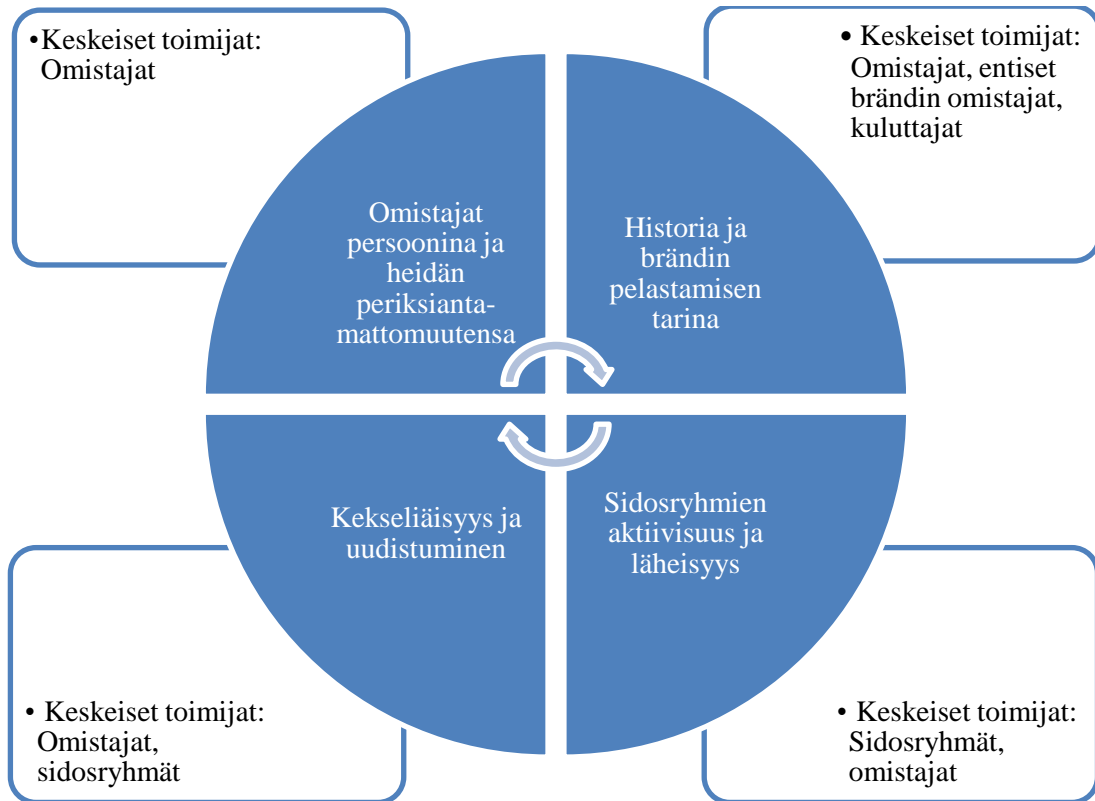 •Keskeiset toimijat:
Omistajat
• Keskeiset toimijat:
Omistajat, entiset
brändin omistajat,
kuluttajat
Omistajat
persoonina ja
heidän
periksianta-
mattomuutensa
Historia ja
brändin
pelastamisen
tarina
Kekseliäisyys ja
uudistuminen
Sidosryhmien
aktiivisuus ja
läheisyys
• Keskeiset toimijat:
Omistajat,
sidosryhmät
• Keskeiset toimijat:
Sidosryhmät,
omistajat